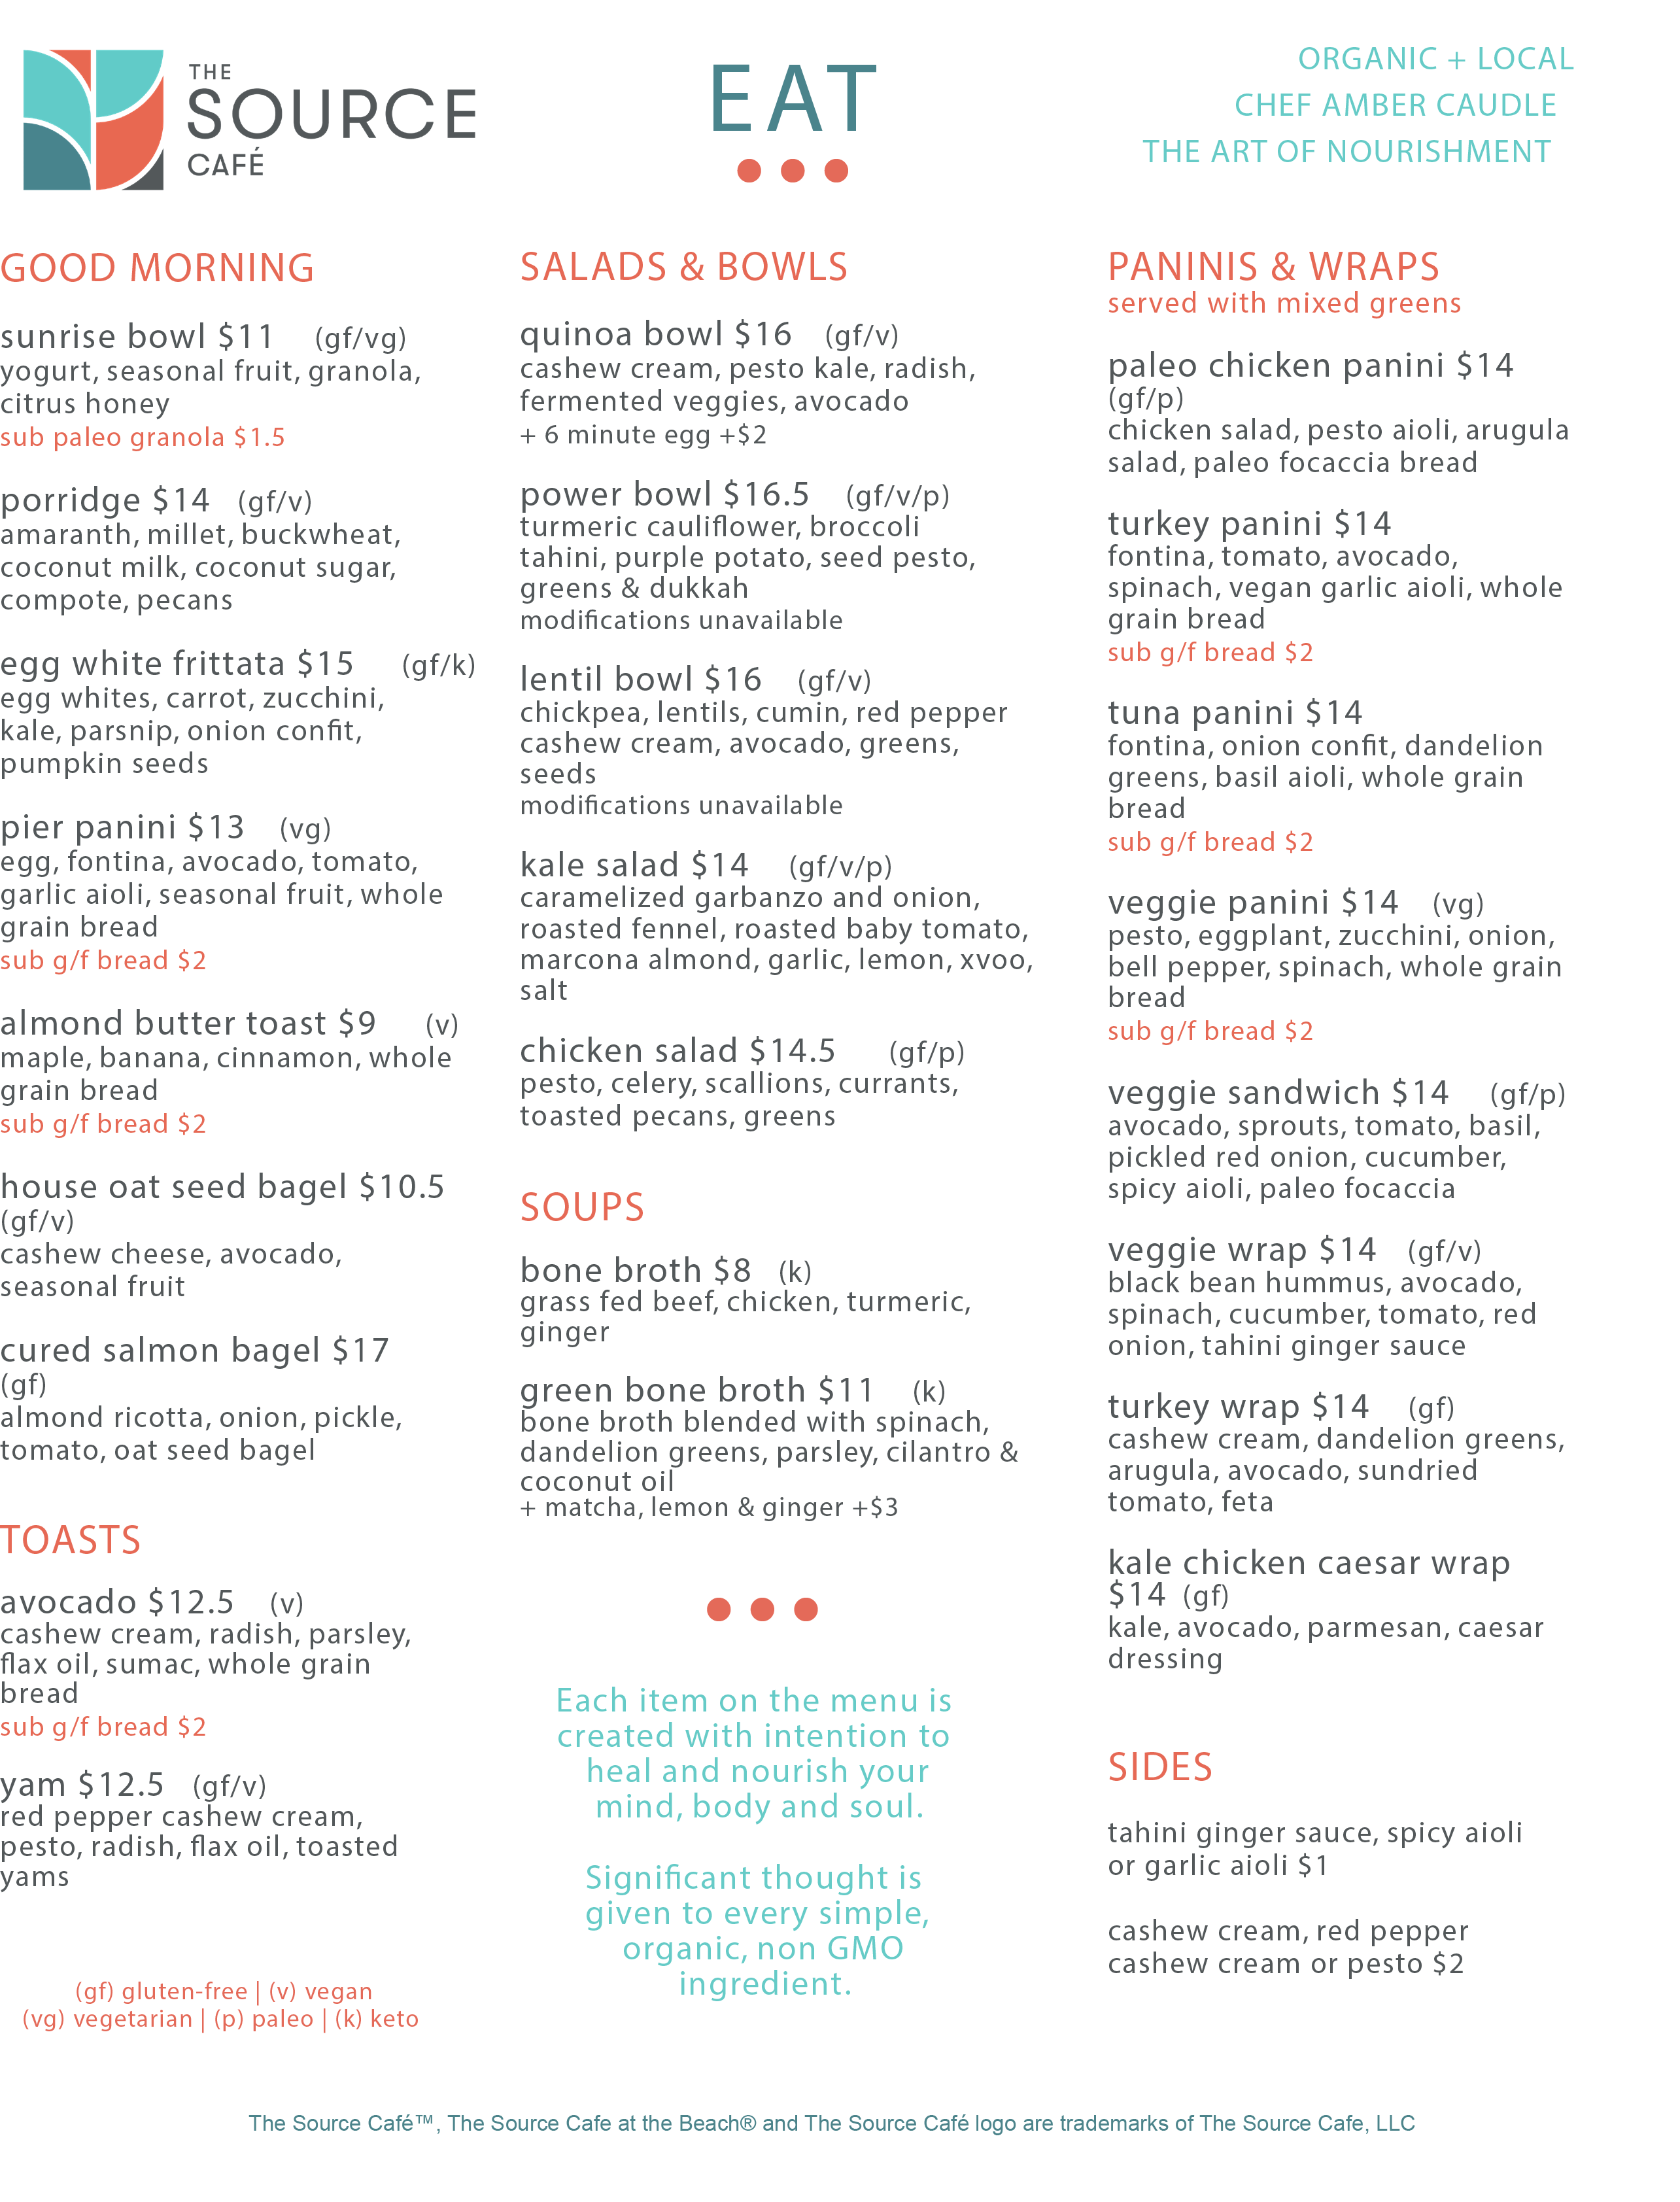 THE
SOURCE
CAFÉ
EAT
ORGANIC + LOCAL
CHEF AMBER CAUDLE
THE ART OF NOURISHMENT
GOOD MORNING
sunrise bowl $11 (gf/vg)
yogurt, seasonal fruit, granola,
citrus honey
sub paleo granola $1.5
porridge $14 (gf/v)
amaranth, millet, buckwheat,
coconut milk, coconut sugar,
compote, pecans
egg white frittata $15 (gf/k)
egg whites, carrot, zucchini,
kale, parsnip, onion confit,
pumpkin seeds
pier panini $13 (vg)
egg, fontina, avocado, tomato,
garlic aioli, seasonal fruit, whole
grain bread
sub g/f bread $2
almond butter toast $9 (v)
maple, banana, cinnamon, whole
grain bread
sub g/f bread $2
house oat seed bagel $10.5
(gf/v)
cashew cheese, avocado,
seasonal fruit
cured salmon bagel $17
(gf)
almond ricotta, onion, pickle,
tomato, oat seed bagel
TOASTS
avocado $12.5 (v)
cashew cream, radish, parsley,
flax oil, sumac, whole grain
bread
sub g/f bread $2
yam $12.5 (gf/v)
red pepper cashew cream,
pesto, radish, flax oil, toasted
yams
(gf) gluten-free | (v) vegan
(vg) vegetarian | (p) paleo | (k) keto
SALADS & BOWLS
quinoa bowl $16 (gf/v)
cashew cream, pesto kale, radish,
fermented veggies, avocado
+ 6 minute egg +$2
power bowl $16.5 (gf/v/p)
turmeric cauliflower, broccoli
tahini, purple potato, seed pesto,
greens & dukkah
modifications unavailable
lentil bowl $16 (gf/v)
chickpea, lentils, cumin, red pepper
cashew cream, avocado, greens,
seeds
modifications unavailable
kale salad $14 (gf/v/p)
caramelized garbanzo and onion,
roasted fennel, roasted baby tomato,
marcona almond, garlic, lemon, xvoo,
salt
chicken salad $14.5 (gf/p)
pesto, celery, scallions, currants,
toasted pecans, greens
SOUPS
bone broth $8 (k)
grass fed beef, chicken, turmeric,
ginger
green bone broth $11 (k)
bone broth blended with spinach,
dandelion greens, parsley, cilantro &
coconut oil
+ matcha, lemon & ginger +$3
Each item on the menu is
created with intention to
heal and nourish your
mind, body and soul.
Significant thought is
given to every simple,
organic, non GMO
ingredient.
PANINIS & WRAPS
served with mixed greens
paleo chicken panini $14
(gf/p)
chicken salad, pesto aioli, arugula
salad, paleo focaccia bread
turkey panini $14
fontina, tomato, avocado,
spinach, vegan garlic aioli, whole
grain bread
sub g/f bread $2
tuna panini $14
fontina, onion confit, dandelion
greens, basil aioli, whole grain
bread
sub g/f bread $2
veggie panini $14 (vg)
pesto, eggplant, zucchini, onion,
bell pepper, spinach, whole grain
bread
sub g/f bread $2
veggie sandwich $14 (gf/p)
avocado, sprouts, tomato, basil,
pickled red onion, cucumber,
spicy aioli, paleo focaccia
veggie wrap $14 (gf/v)
black bean hummus, avocado,
spinach, cucumber, tomato, red
onion, tahini ginger sauce
turkey wrap $14 (gf)
cashew cream, dandelion greens,
arugula, avocado, sundried
tomato, feta
kale chicken caesar wrap
$14 (gf)
kale, avocado, parmesan, caesar
dressing
SIDES
tahini ginger sauce, spicy aioli
or garlic aioli $1
cashew cream, red pepper
cashew cream or pesto $2
The Source Café™, The Source Cafe at the Beach® and The Source Café logo are trademarks of The Source Cafe, LLC